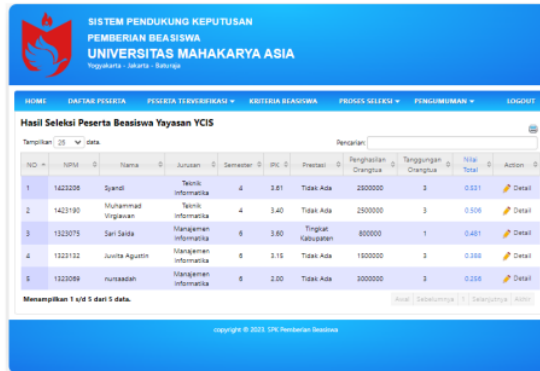 SISTEM PENDUKUNG KEPUTUSAN
PEMBERIAN BEASISWA
UNIVERSITAS MAHAKARYA ASIA
Yogyakarta - Jakarta - Baturaja
HOME DAFTAR PESERTA PESERTA TERVERIFIKASI KRITERIA BEASISWA PROSES SELEKSI PENGUMUMAN LOGOUT
Hasil Seleksi Peserta Beasiswa Yayasan YCIS
Tampilkan 25 data. Pencarian:
NO NPM Nama Jurusan Semester IPK Prestasi Penghasilan Orangtua Tanggungan Orangtua Nilai Total Action
1 1423206 Syandi Teknik Informatika 4 3.61 Tidak Ada 2800000 3 0.531 Detail
2 1423190 Muhammad Virgiawan Teknik Informatika 4 3.40 Tidak Ada 2500000 3 0.506 Detail
3 1323075 Sari Saida Manajemen Informatika 6 3.60 Tingkat Kabupaten 800000 1 0.481 Detail
4 1323132 Juwita Agustin Manajemen Informatika 6 3.15 Tidak Ada 1500000 3 0.388 Detail
5 1323069 nursaadah Manajemen Informatika 6 2.00 Tidak Ada 3000000 3 0.256 Detail
Menampilkan 1 s/d 5 dari 5 data. Awal Sebelumnya 1 Selanjutnya Akhir
copyright © 2023. SPK Pemberian Beasiswa